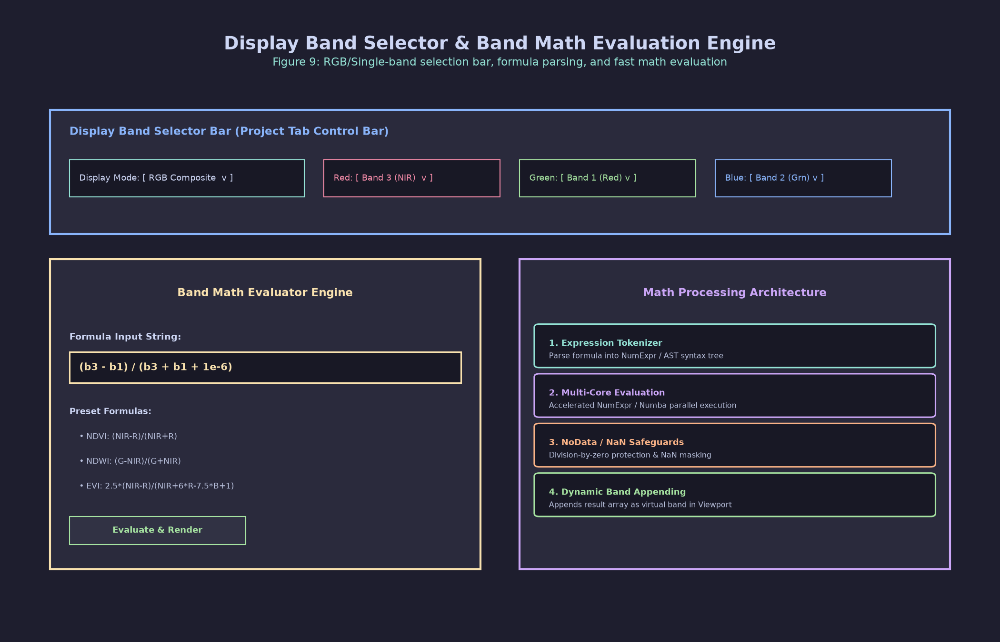 Display Band Selector & Band Math Evaluation Engine
Figure 9: RGB/Single-band selection bar, formula parsing, and fast math evaluation
Display Band Selector Bar (Project Tab Control Bar)
Display Mode: [ RGB Composite  v ]
Red: [ Band 3 (NIR)  v ]
Green: [ Band 1 (Red) v ]
Blue: [ Band 2 (Grn) v ]
Band Math Evaluator Engine
Formula Input String:
(b3 - b1) / (b3 + b1 + 1e-6)
Preset Formulas:
• NDVI: (NIR-R)/(NIR+R)
• NDWI: (G-NIR)/(G+NIR)
• EVI: 2.5*(NIR-R)/(NIR+6*R-7.5*B+1)
Evaluate & Render
Math Processing Architecture
1. Expression Tokenizer
Parse formula into NumExpr / AST syntax tree
2. Multi-Core Evaluation
Accelerated NumExpr / Numba parallel execution
3. NoData / NaN Safeguards
Division-by-zero protection & NaN masking
4. Dynamic Band Appending
Appends result array as virtual band in Viewport